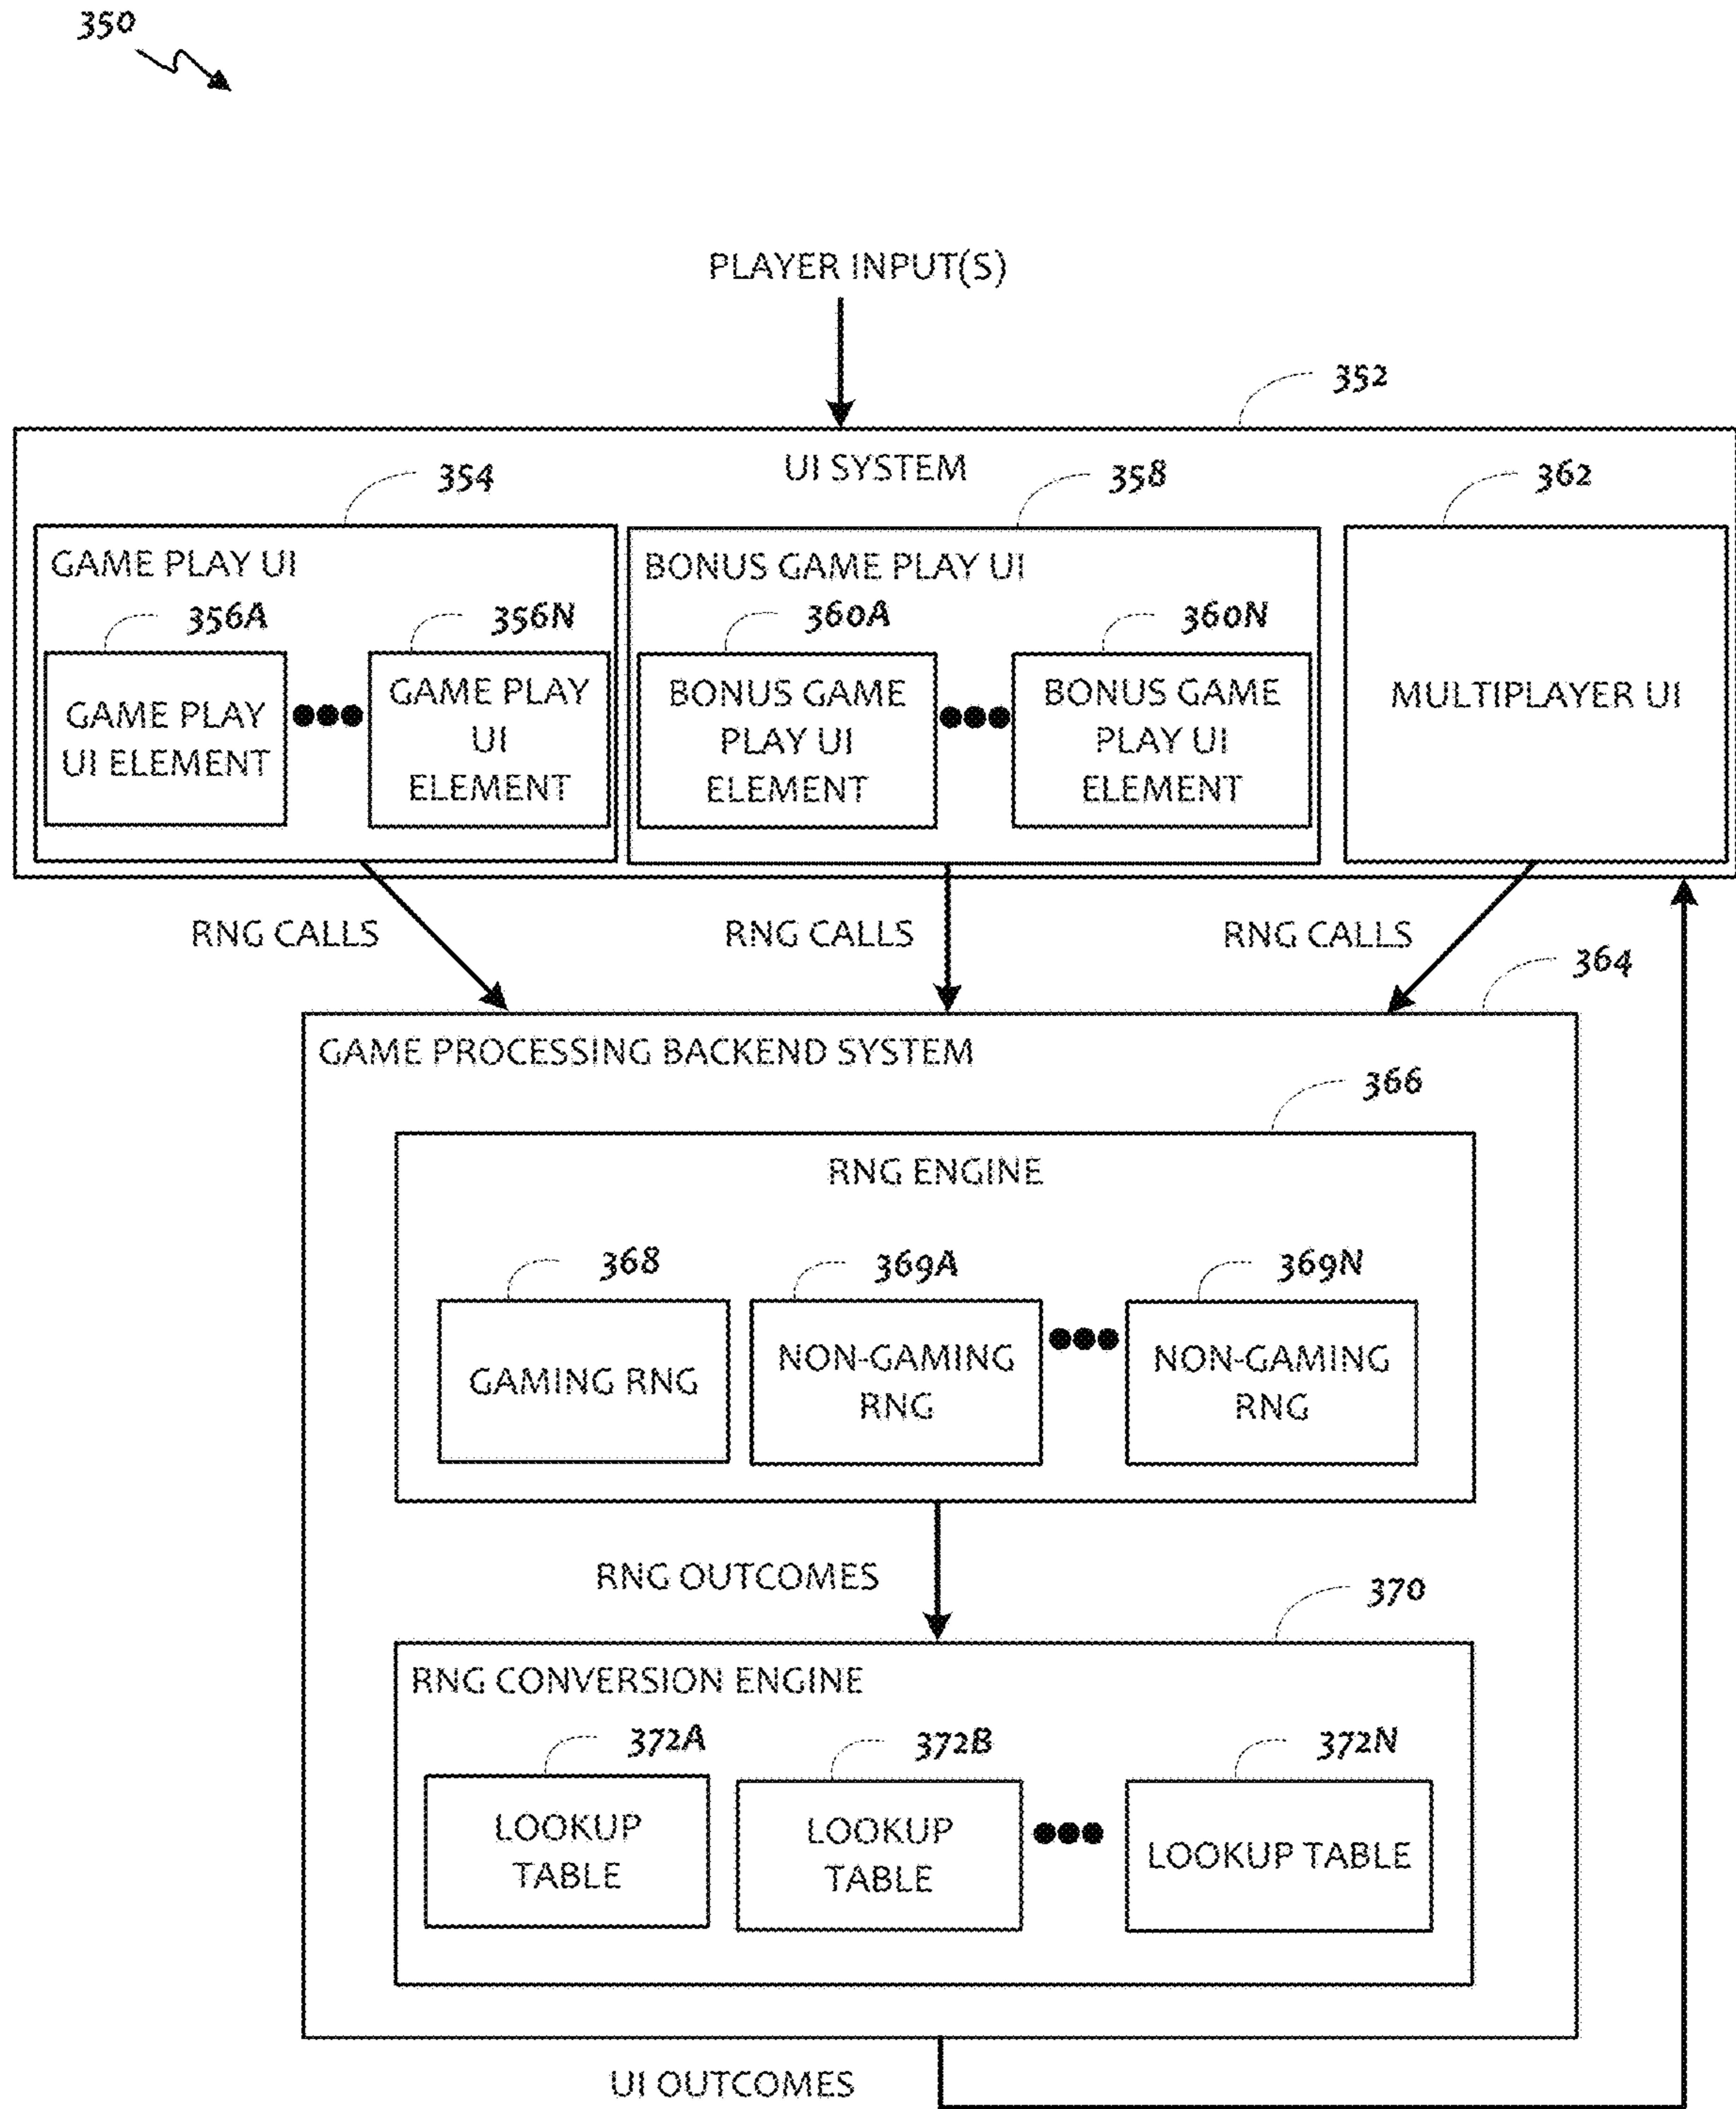 350
PLAYER INPUT(S)
352
UI SYSTEM
354
358
362
GAME PLAY UI
BONUS GAME PLAY UI
356A
356N
360A
360N
GAME PLAY
UI ELEMENT
GAME PLAY
UI
ELEMENT
BONUS GAME
PLAY UI
ELEMENT
BONUS GAME
PLAY UI
ELEMENT
MULTIPLAYER UI
RNG CALLS
RNG CALLS
RNG CALLS
364
GAME PROCESSING BACKEND SYSTEM
366
RNG ENGINE
368
369A
369N
GAMING RNG
NON-GAMING
RNG
NON-GAMING
RNG
RNG OUTCOMES
370
RNG CONVERSION ENGINE
372A
372B
372N
LOOKUP
TABLE
LOOKUP
TABLE
LOOKUP TABLE
UI OUTCOMES